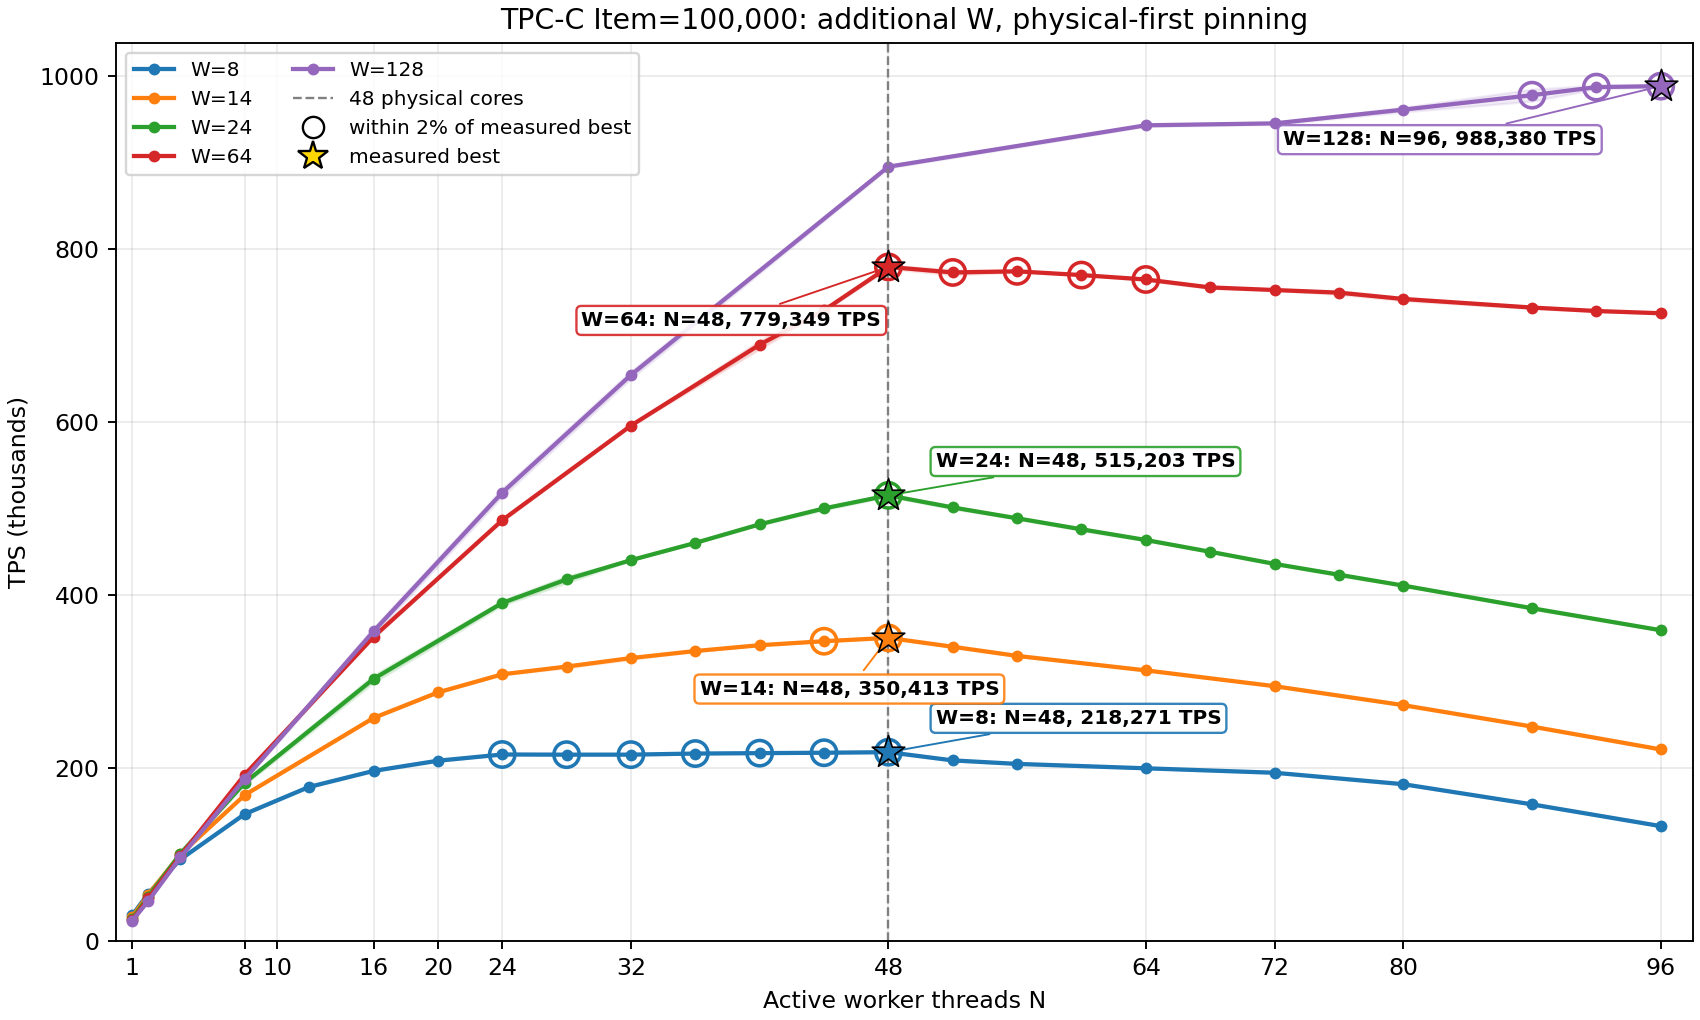 TPC-C Item=100,000: additional W, physical-first pinning
W=8
W=14
W=24
W=64
W=128
48 physical cores
within 2% of measured best
measured best
W=128: N=96, 988,380 TPS
W=64: N=48, 779,349 TPS
W=24: N=48, 515,203 TPS
W=14: N=48, 350,413 TPS
W=8: N=48, 218,271 TPS
TPS (thousands)
1000
800
600
400
200
0
1 8 10 16 20 24 32 48 64 72 80 96
Active worker threads N